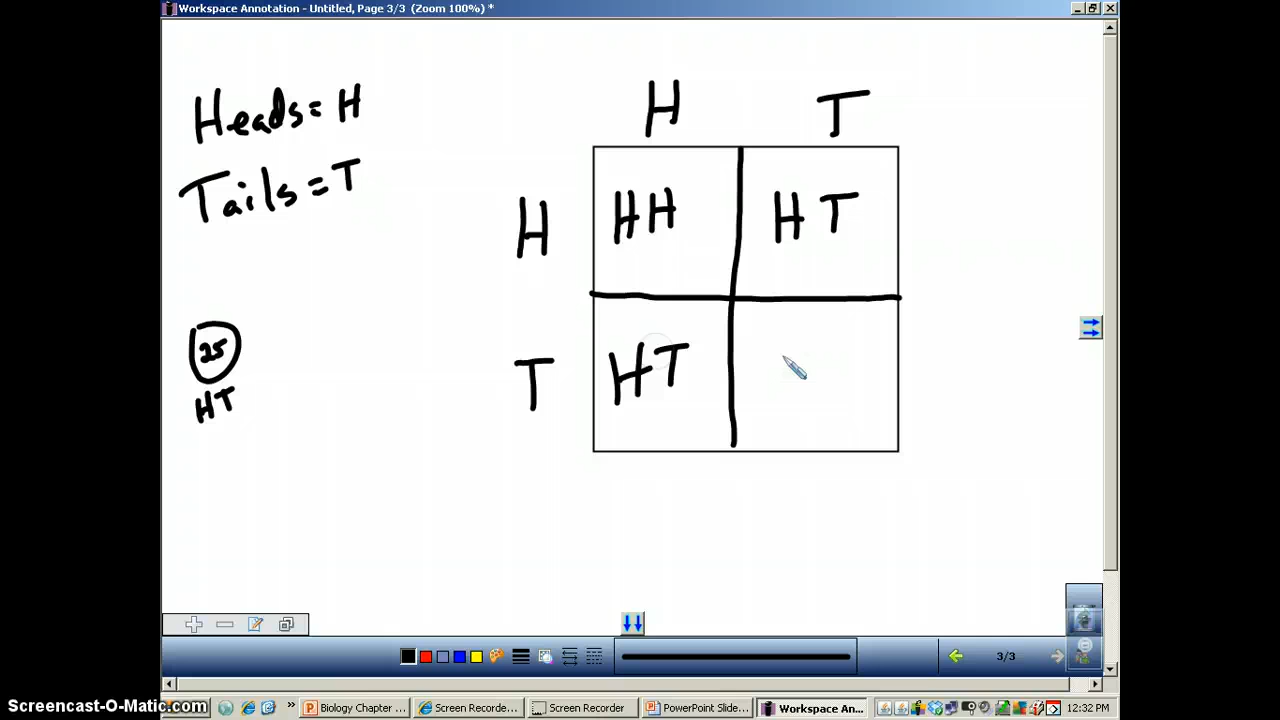 Workspace Annotation - Untitled, Page 3/3 (Zoom 100%) *
Heads = H
Tails = T
H T
H HH HT
T HT
25
HT
3/3
Screencast-O-Matic.com
» Biology Chapter ... Screen Recorde... Screen Recorder PowerPoint Slide... Workspace An... 12:32 PM